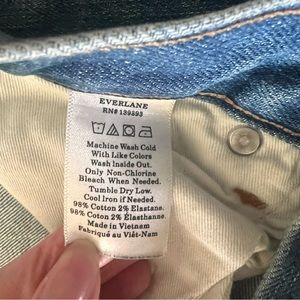 EVERLANE
RN# 139393
Machine Wash Cold
With Like Colors
Wash Inside Out.
Only Non-Chlorine
Bleach When Needed.
Tumble Dry Low.
Cool Iron if Needed.
98% Cotton 2% Elastane.
98% Coton 2% Élasthanne.
Made in Vietnam
Fabriqué au Viêt-Nam